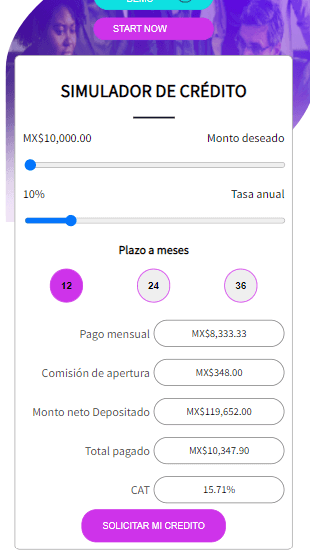 DEMO
START NOW
SIMULADOR DE CRÉDITO
MX$10,000.00 Monto deseado
10% Tasa anual
Plazo a meses
12 24 36
Pago mensual MX$8,333.33
Comisión de apertura MX$348.00
Monto neto Depositado MX$119,652.00
Total pagado MX$10,347.90
CAT 15.71%
SOLICITAR MI CREDITO